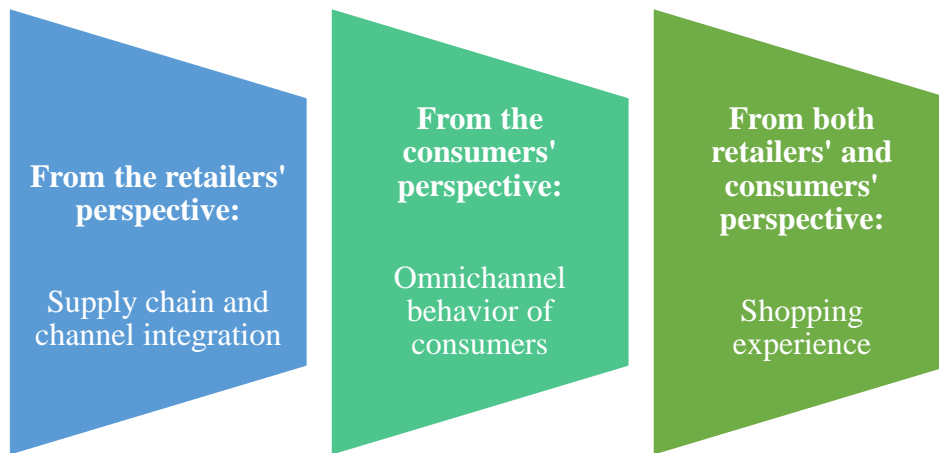 From the retailers'
perspective:
Supply chain and
channel integration
From the
consumers'
perspective:
Omnichannel
behavior of
consumers
From both
retailers' and
consumers'
perspective:
Shopping
experience